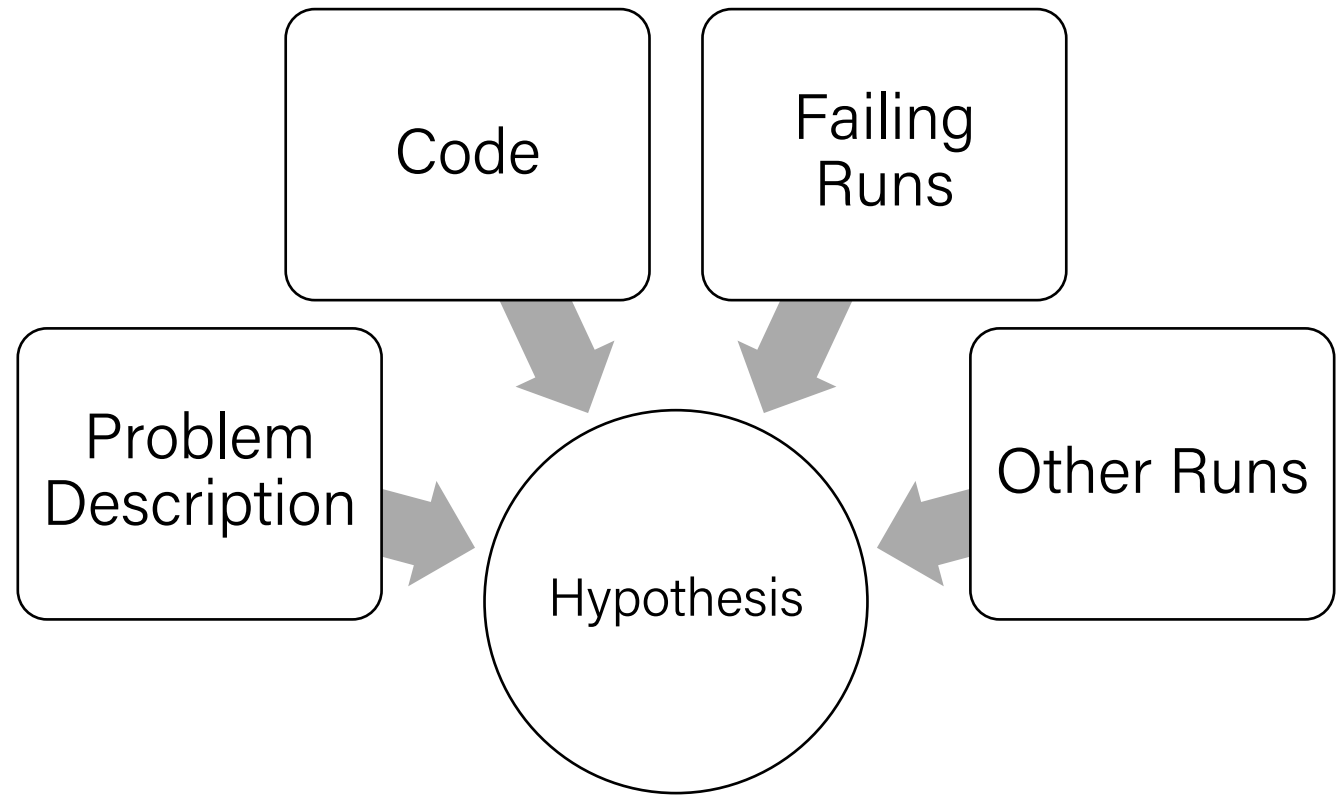 Code
Failing
Runs
Problem
Description
Other Runs
Hypothesis